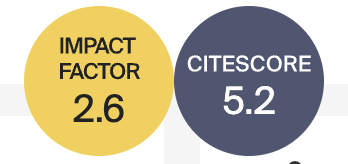 IMPACT
FACTOR
2.6
CITESCORE
5.2